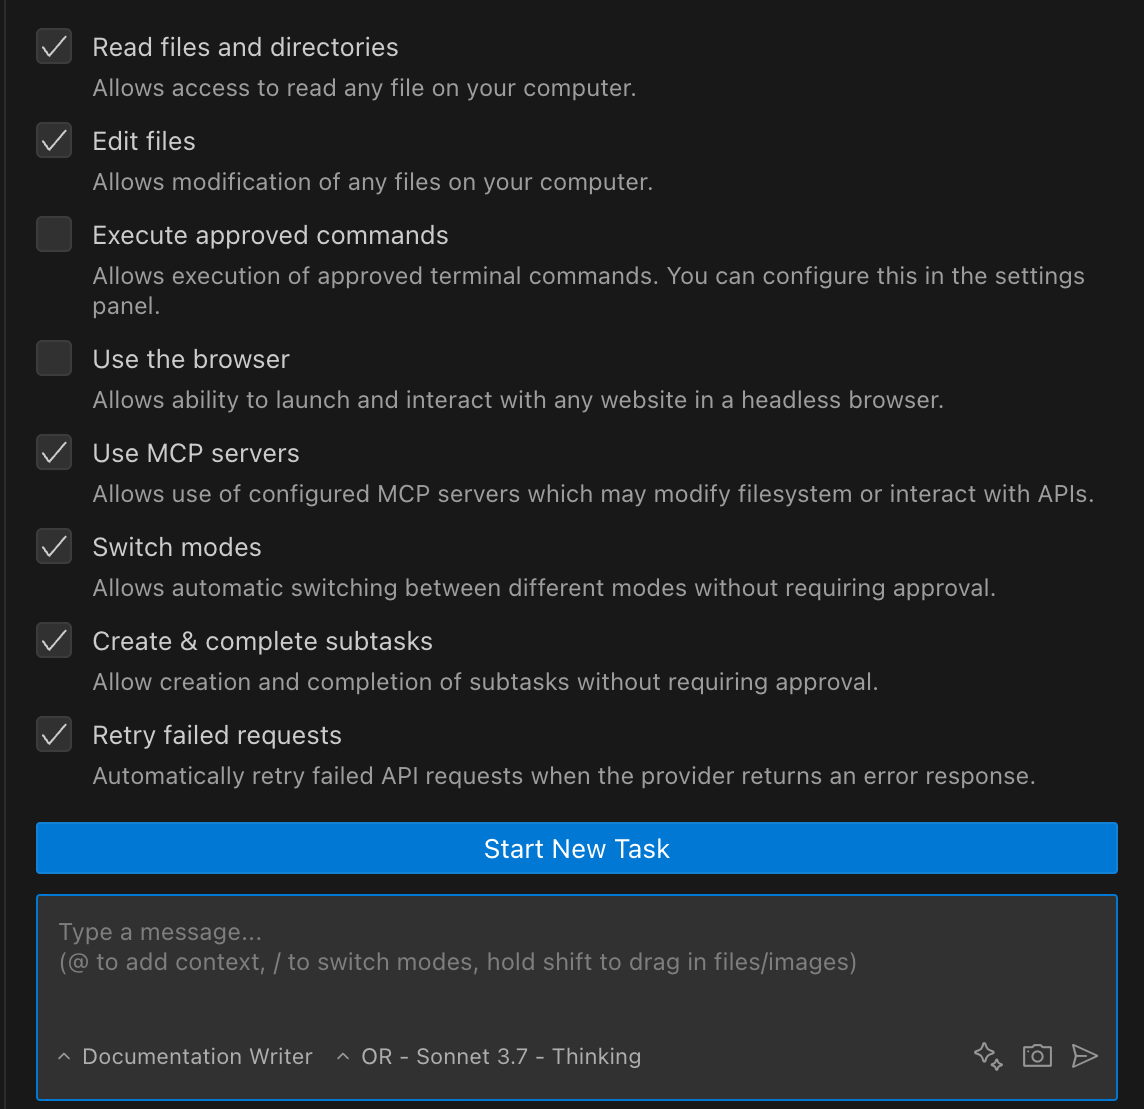 Read files and directories
Allows access to read any file on your computer.
Edit files
Allows modification of any files on your computer.
Execute approved commands
Allows execution of approved terminal commands. You can configure this in the settings
panel.
Use the browser
Allows ability to launch and interact with any website in a headless browser.
Use MCP servers
Allows use of configured MCP servers which may modify filesystem or interact with APIs.
Switch modes
Allows automatic switching between different modes without requiring approval.
Create & complete subtasks
Allow creation and completion of subtasks without requiring approval.
Retry failed requests
Automatically retry failed API requests when the provider returns an error response.
Start New Task
Type a message...
(@ to add context, / to switch modes, hold shift to drag in files/images)
Documentation Writer OR - Sonnet 3.7 - Thinking